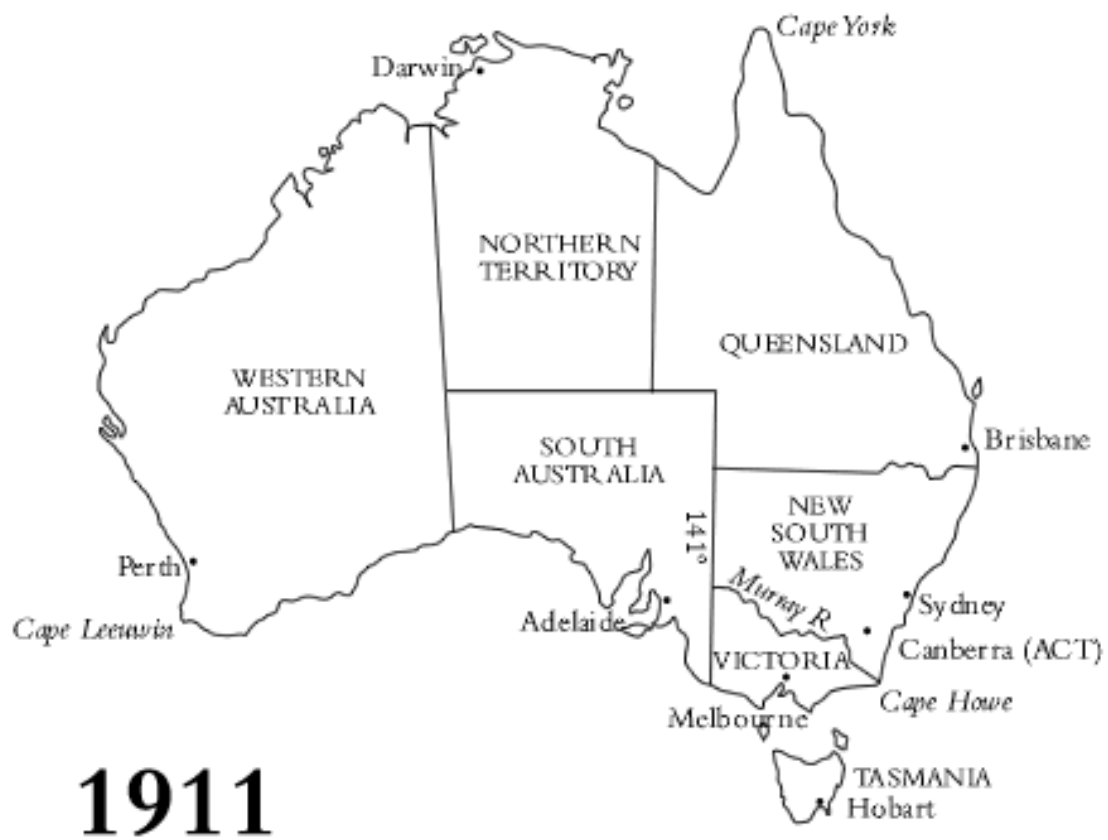 Cape York
Darwin
NORTHERN
TERRITORY
QUEENSLAND
WESTERN
AUSTRALIA
SOUTH
AUSTRALIA
Brisbane
NEW
SOUTH
WALES
141°
Perth
Murray R.
Sydney
Adelaide
Cape Leeuwin
Canberra (ACT)
VICTORIA
Cape Howe
Melbourne
TASMANIA
Hobart
1911